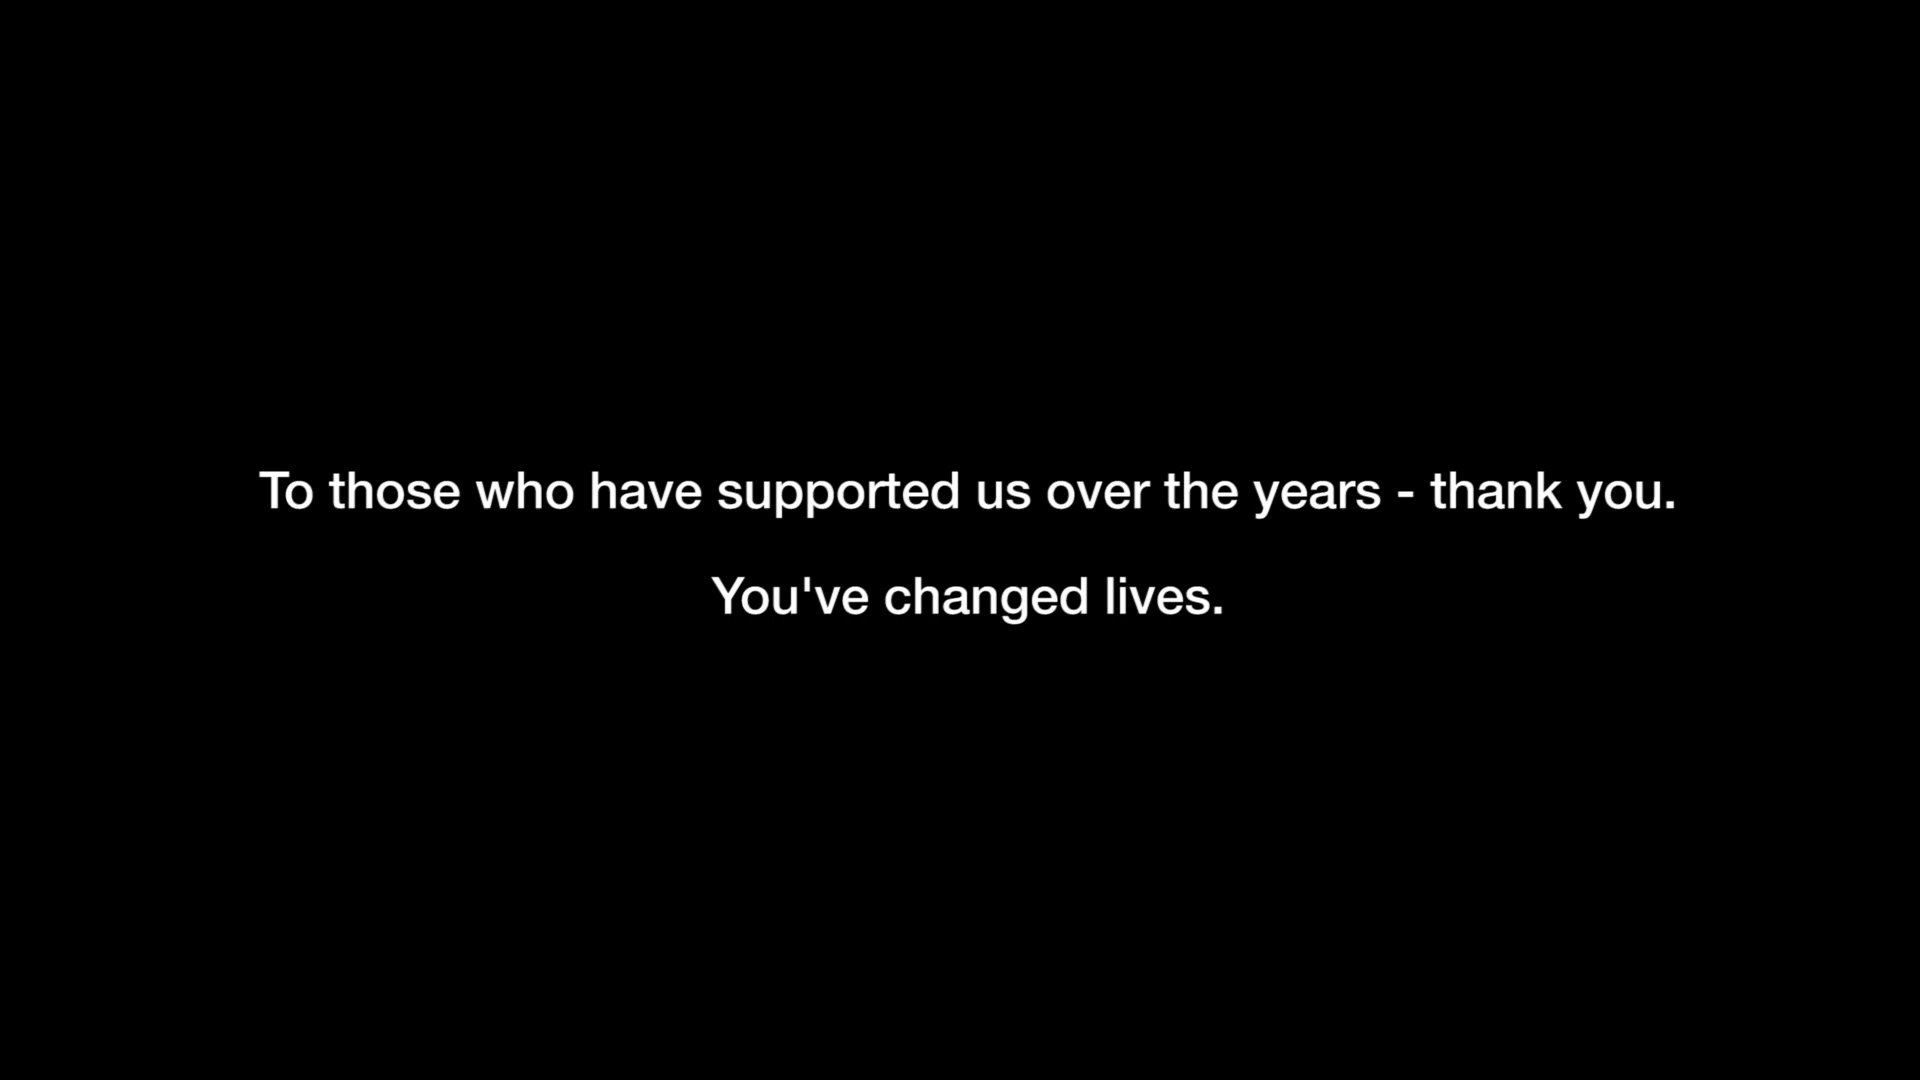 To those who have supported us over the years - thank you.
You've changed lives.